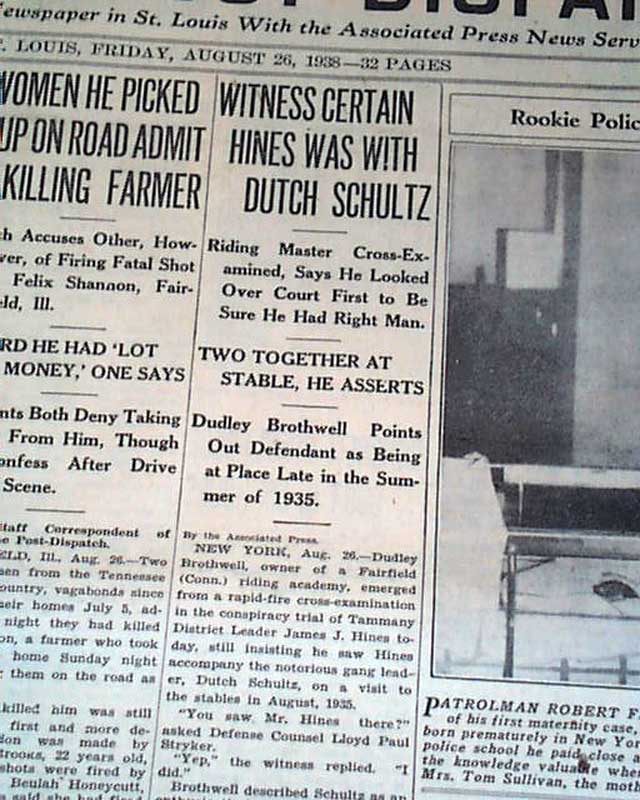 ewspaper in St. Louis With the Associated Press News Serv
LOUIS, FRIDAY, AUGUST 26, 1938—32 PAGES
WOMEN HE PICKED
UP ON ROAD ADMIT
KILLING FARMER
ch Accuses Other, How-
ver, of Firing Fatal Shot
Felix Shannon, Fair-
eld, Ill.
RD HE HAD 'LOT
MONEY,' ONE SAYS
nts Both Deny Taking
From Him, Though
onfess After Drive
Scene.
Staff Correspondent of
e Post-Dispatch.
ELD, Ill., Aug. 26.—Two
en from the Tennessee
ountry, vagabonds since
eir homes July 5, ad-
night they had killed
on, a farmer who took
home Sunday night
them on the road as
killed him was still
first and more de-
son was made by
rooks, 22 years old,
shots were fired by
Beulah Honeycutt,
said she had fired
WITNESS CERTAIN
HINES WAS WITH
DUTCH SCHULTZ
Riding Master Cross-Ex-
amined, Says He Looked
Over Court First to Be
Sure He Had Right Man.
TWO TOGETHER AT
STABLE, HE ASSERTS
Dudley Brothwell Points
Out Defendant as Being
at Place Late in the Sum-
mer of 1935.
By the Associated Press.
NEW YORK, Aug. 26.—Dudley
Brothwell, owner of a Fairfield
(Conn.) riding academy, emerged
from a rapid-fire cross-examination
in the conspiracy trial of Tammany
District Leader James J. Hines to-
day, still insisting he saw Hines
accompany the notorious gang lead-
er, Dutch Schultz, on a visit to
the stables in August, 1935.
"You saw Mr. Hines there?"
asked Defense Counsel Lloyd Paul
Stryker.
"Yep," the witness replied. "I
did."
Brothwell described Schultz as an
Rookie Polic
PATROLMAN ROBERT F
of his first maternity case,
born prematurely in New Yor
police school he paid close a
the knowledge valuable when
Mrs. Tom Sullivan, the moth